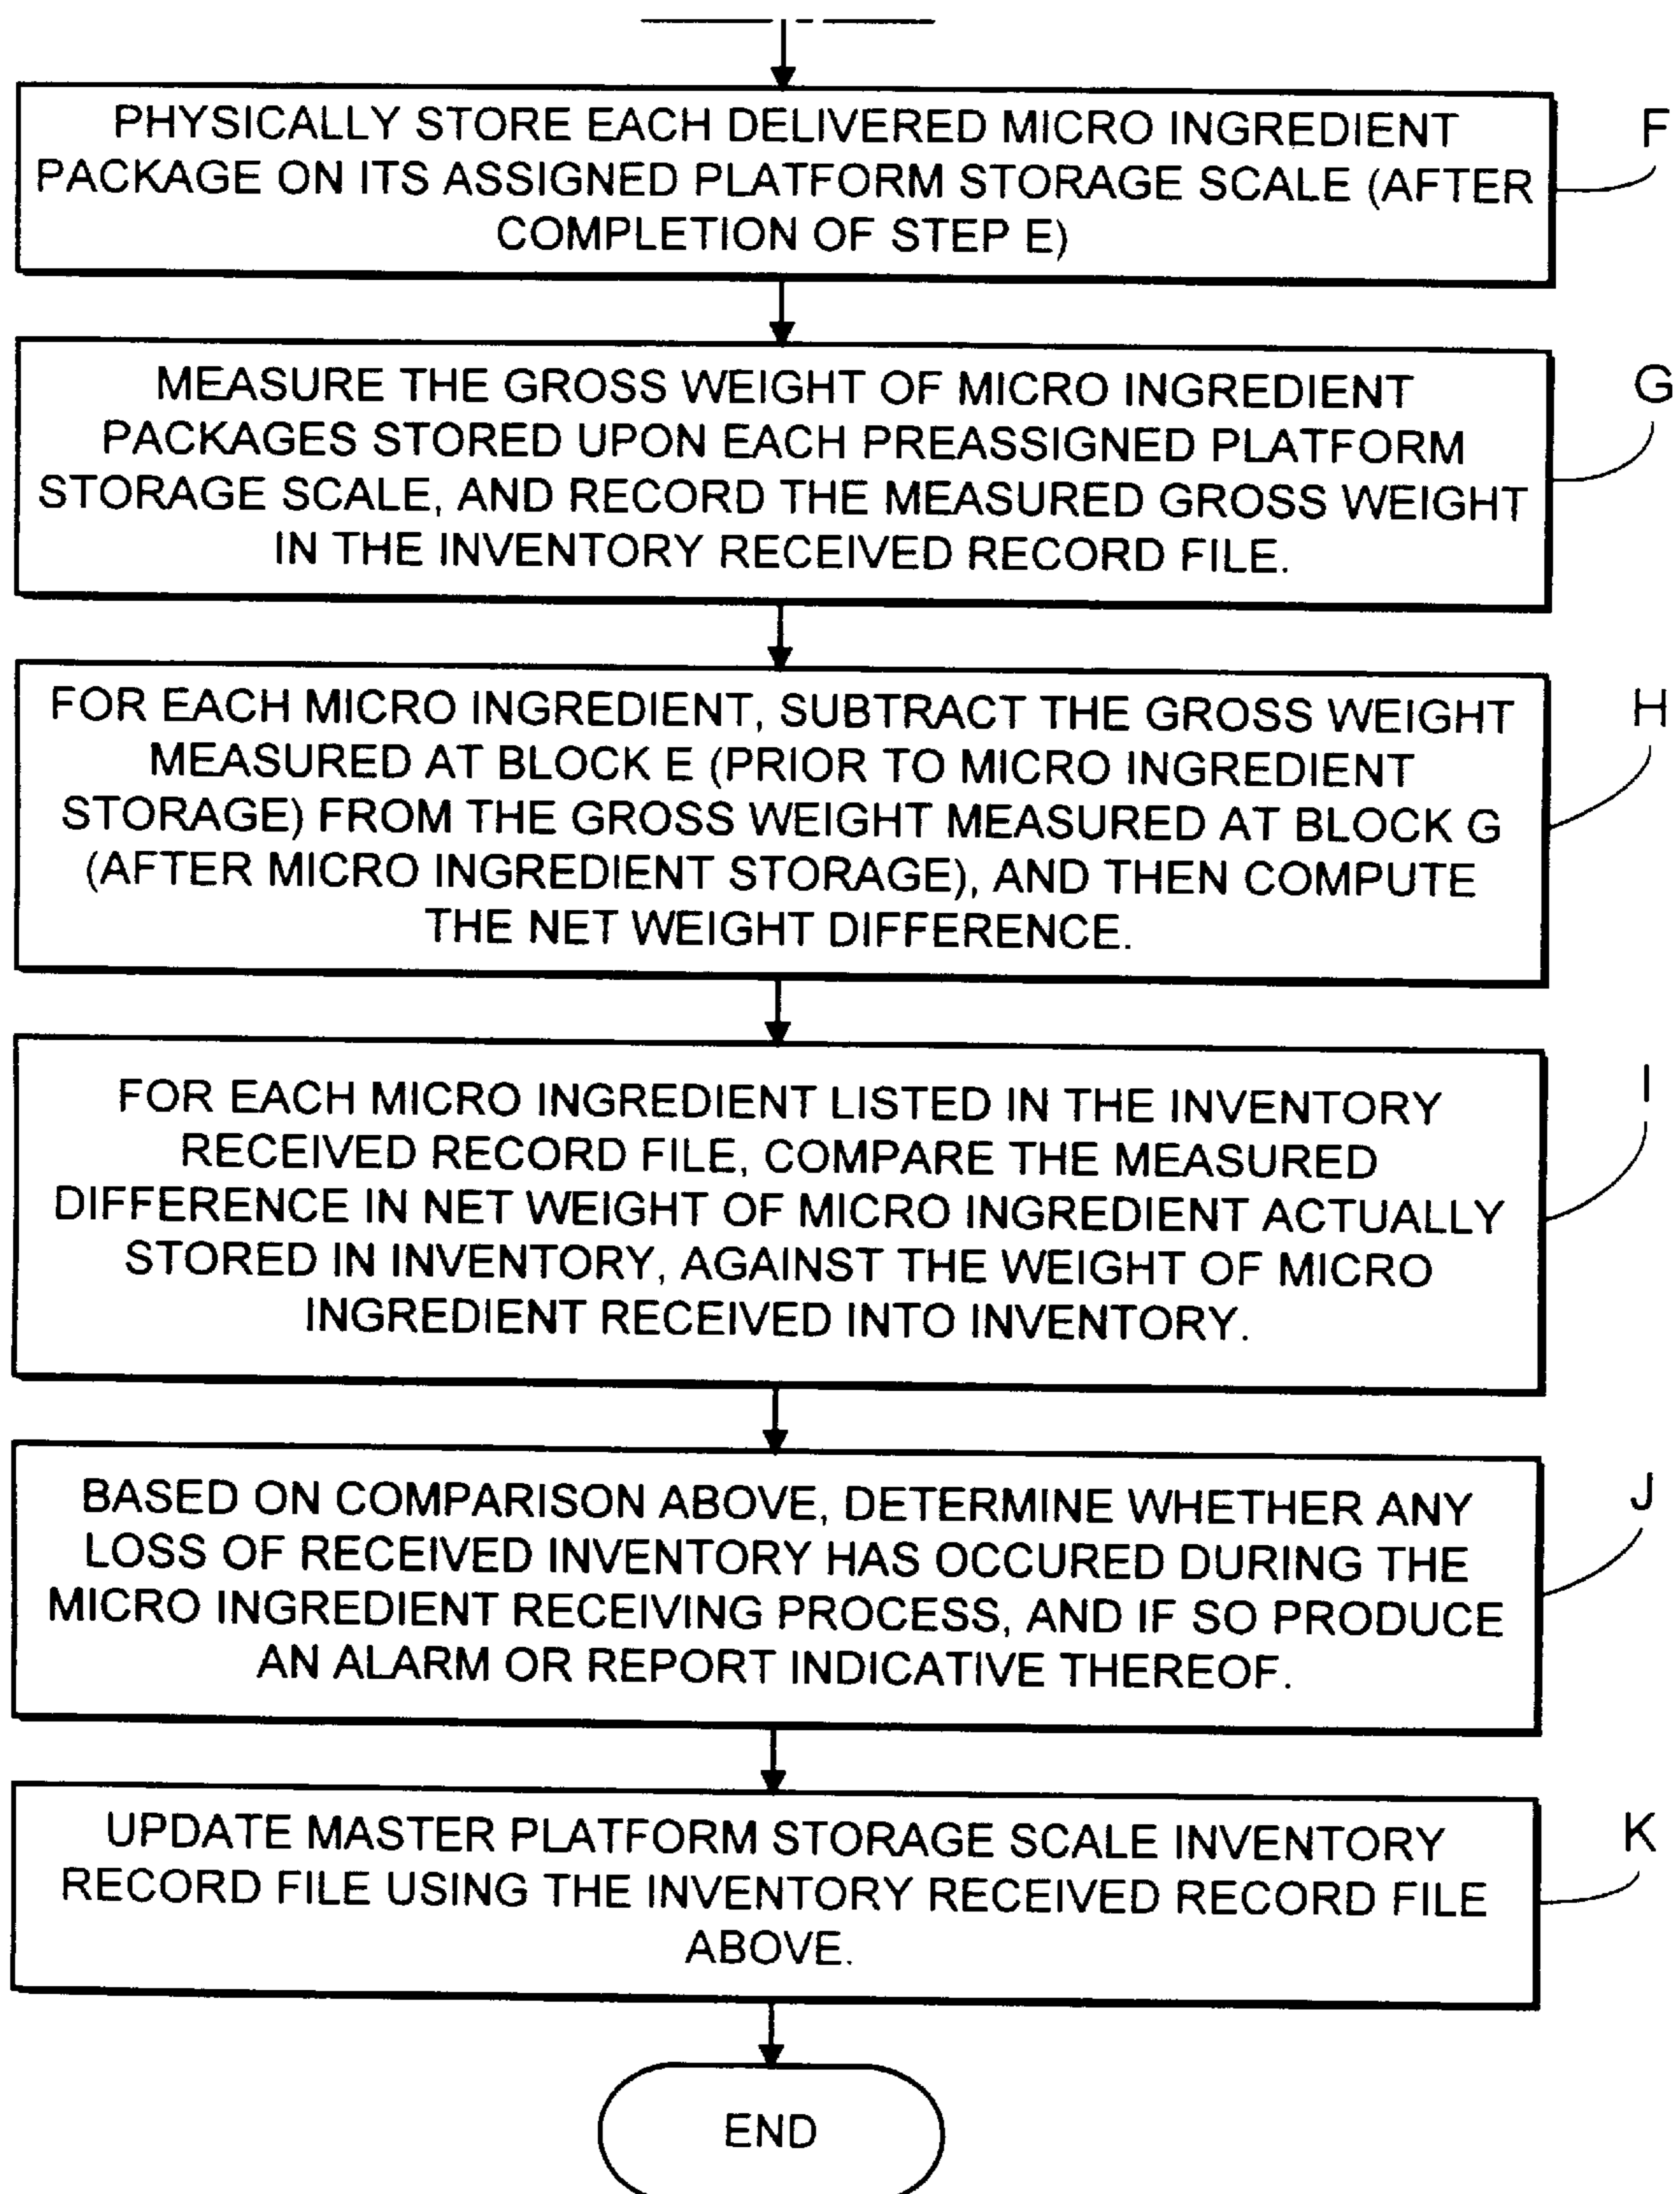 PHYSICALLY STORE EACH DELIVERED MICRO INGREDIENT
PACKAGE ON ITS ASSIGNED PLATFORM STORAGE SCALE (AFTER
COMPLETION OF STEP E)
F
MEASURE THE GROSS WEIGHT OF MICRO INGREDIENT
PACKAGES STORED UPON EACH PREASSIGNED PLATFORM
STORAGE SCALE, AND RECORD THE MEASURED GROSS WEIGHT
IN THE INVENTORY RECEIVED RECORD FILE.
G
FOR EACH MICRO INGREDIENT, SUBTRACT THE GROSS WEIGHT
MEASURED AT BLOCK E (PRIOR TO MICRO INGREDIENT
STORAGE) FROM THE GROSS WEIGHT MEASURED AT BLOCK G
(AFTER MICRO INGREDIENT STORAGE), AND THEN COMPUTE
THE NET WEIGHT DIFFERENCE.
H
FOR EACH MICRO INGREDIENT LISTED IN THE INVENTORY
RECEIVED RECORD FILE, COMPARE THE MEASURED
DIFFERENCE IN NET WEIGHT OF MICRO INGREDIENT ACTUALLY
STORED IN INVENTORY, AGAINST THE WEIGHT OF MICRO
INGREDIENT RECEIVED INTO INVENTORY.
I
BASED ON COMPARISON ABOVE, DETERMINE WHETHER ANY
LOSS OF RECEIVED INVENTORY HAS OCCURED DURING THE
MICRO INGREDIENT RECEIVING PROCESS, AND IF SO PRODUCE
AN ALARM OR REPORT INDICATIVE THEREOF.
J
UPDATE MASTER PLATFORM STORAGE SCALE INVENTORY
RECORD FILE USING THE INVENTORY RECEIVED RECORD FILE
ABOVE.
K
END